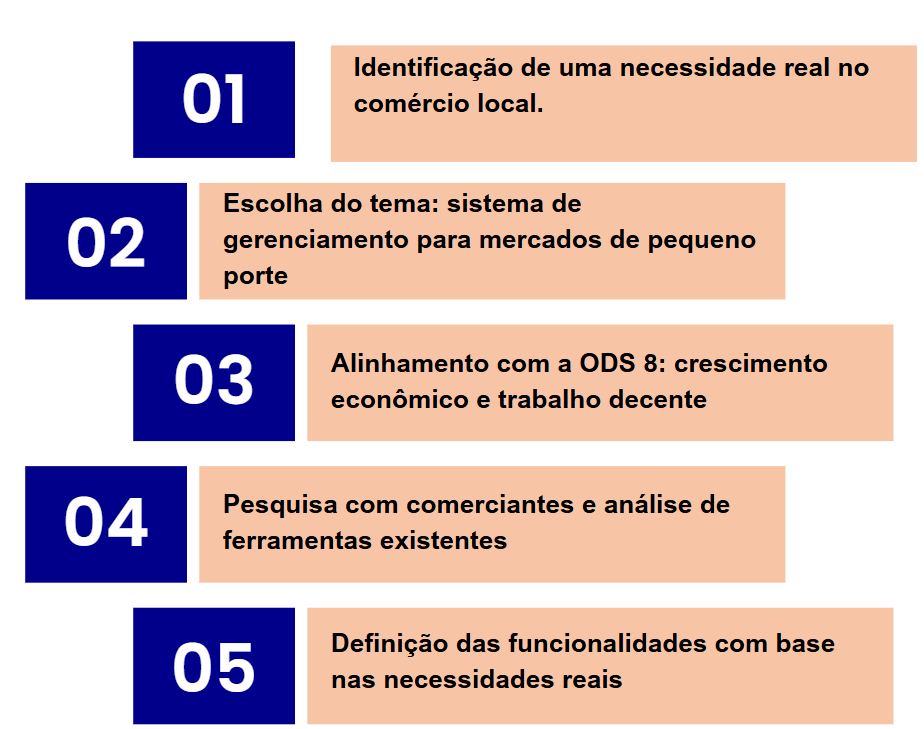 01
Identificação de uma necessidade real no
comércio local.
02
Escolha do tema: sistema de
gerenciamento para mercados de pequeno
porte
03
Alinhamento com a ODS 8: crescimento
econômico e trabalho decente
04
Pesquisa com comerciantes e análise de
ferramentas existentes
05
Definição das funcionalidades com base
nas necessidades reais